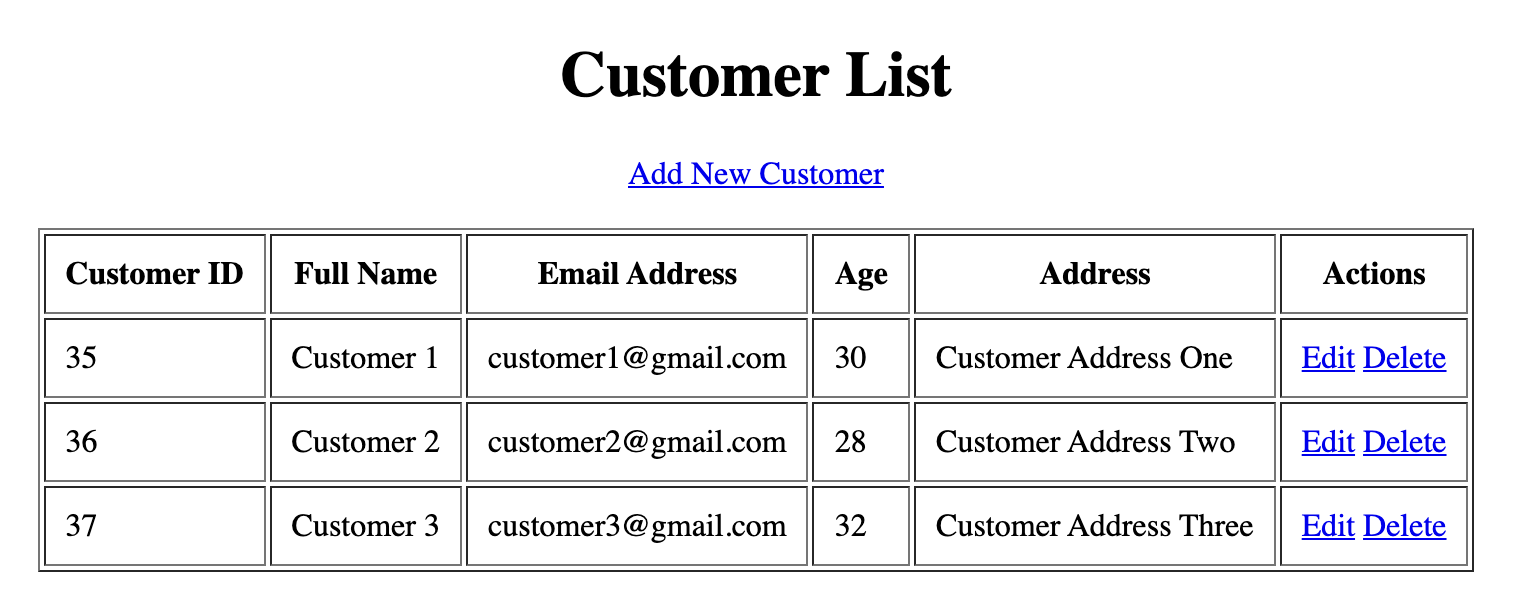 Customer List
Add New Customer
Customer ID Full Name Email Address Age Address Actions
35 Customer 1 customer1@gmail.com 30 Customer Address One Edit Delete
36 Customer 2 customer2@gmail.com 28 Customer Address Two Edit Delete
37 Customer 3 customer3@gmail.com 32 Customer Address Three Edit Delete